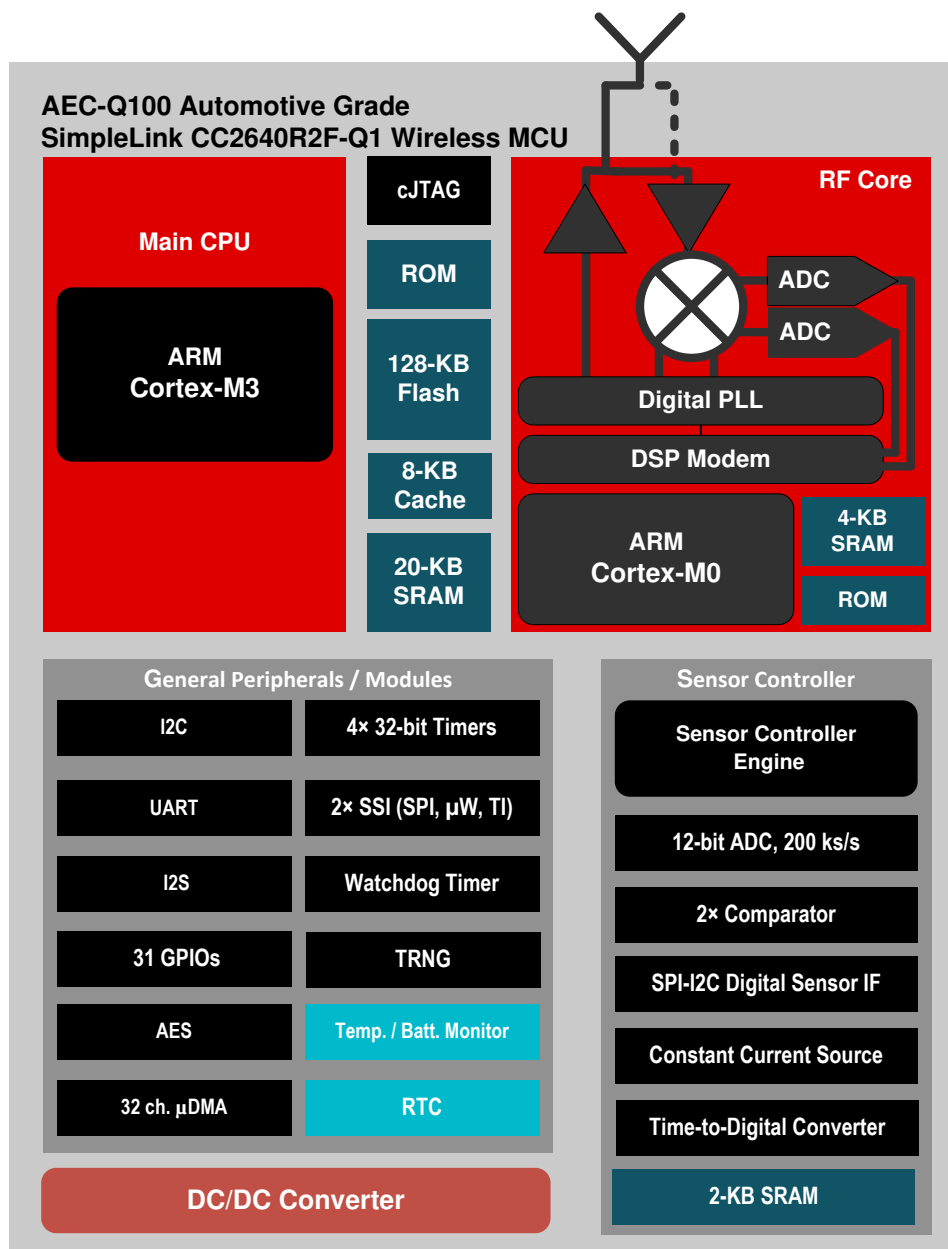 AEC-Q100 Automotive Grade
SimpleLink CC2640R2F-Q1 Wireless MCU
Main CPU
ARM
Cortex-M3
cJTAG
ROM
128-KB
Flash
8-KB
Cache
20-KB
SRAM
RF Core
ADC
ADC
Digital PLL
DSP Modem
ARM
Cortex-M0
4-KB
SRAM
ROM
General Peripherals / Modules
I2C
4× 32-bit Timers
UART
2× SSI (SPI, µW, TI)
I2S
Watchdog Timer
31 GPIOs
TRNG
AES
Temp. / Batt. Monitor
32 ch. µDMA
RTC
DC/DC Converter
Sensor Controller
Sensor Controller
Engine
12-bit ADC, 200 ks/s
2× Comparator
SPI-I2C Digital Sensor IF
Constant Current Source
Time-to-Digital Converter
2-KB SRAM